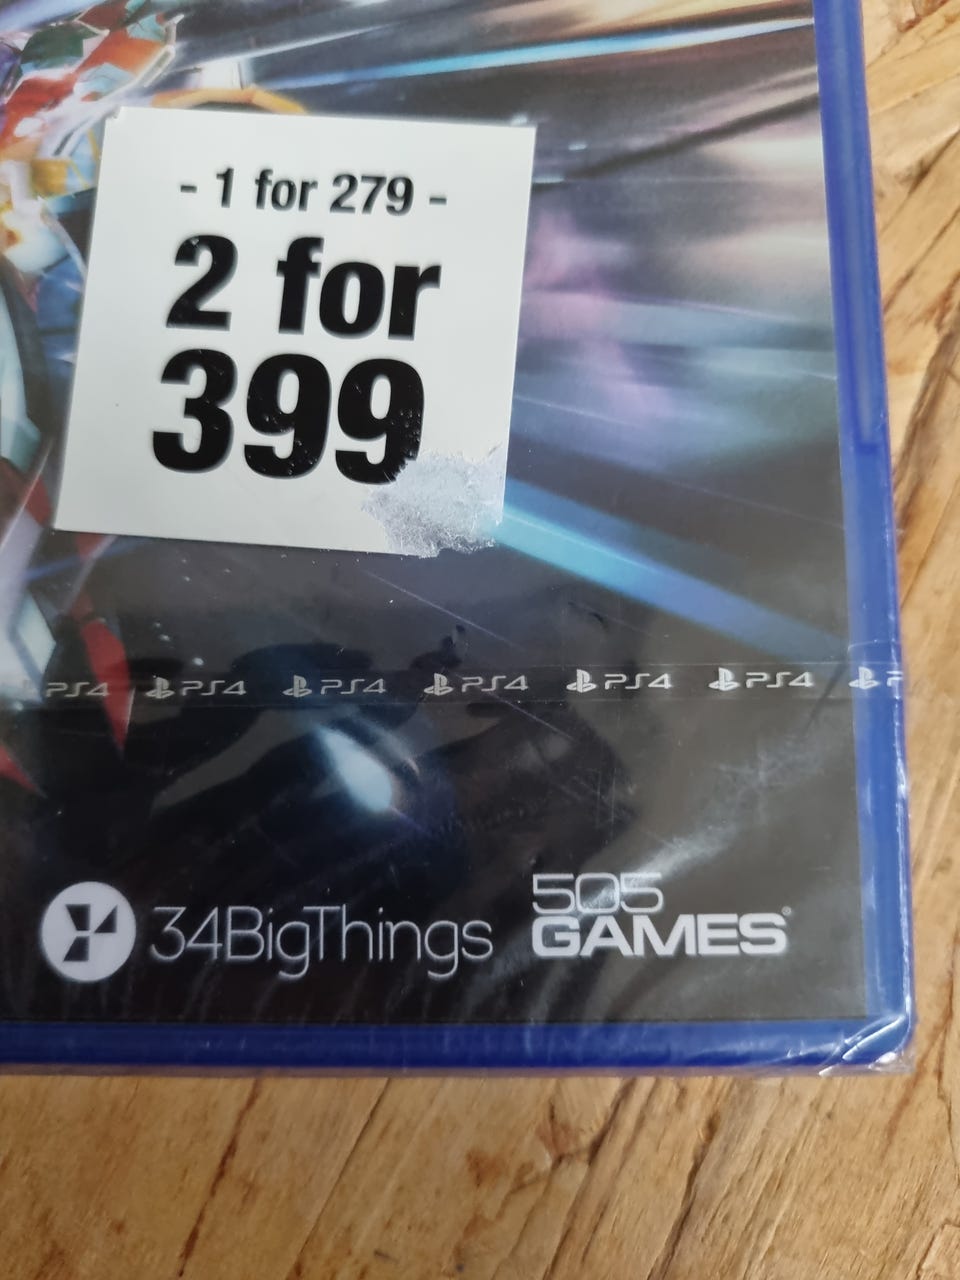 - 1 for 279 -
2 for
399
PS4 PS4 PS4 PS4 PS4 PS4 P
34BigThings
505
GAMES